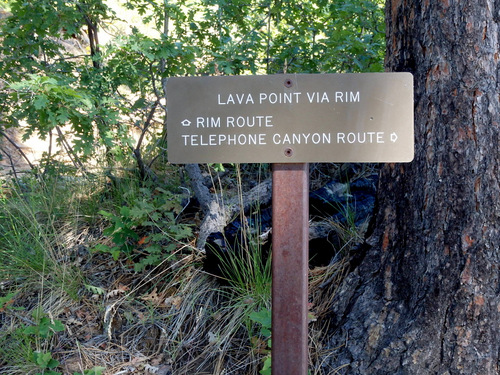 LAVA POINT VIA RIM
RIM ROUTE
TELEPHONE CANYON ROUTE